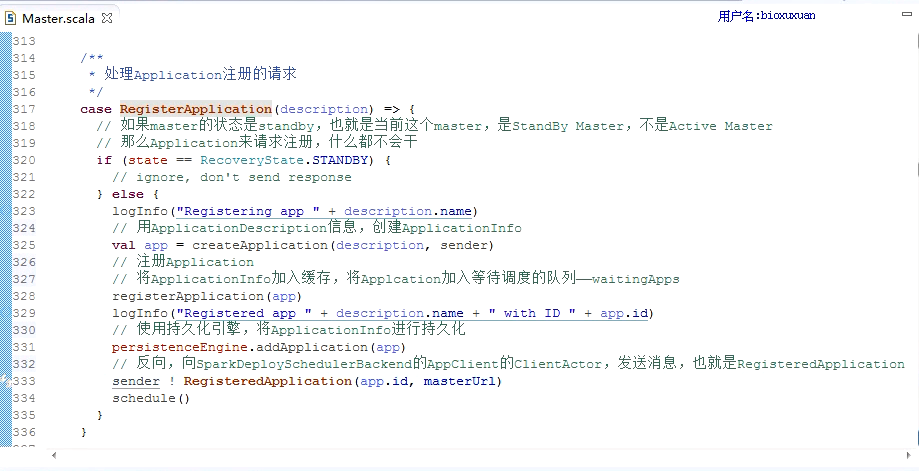 Master.scala
用户名:bioxuxuan
313
314 /**
315 * 处理Application注册的请求
316 */
317 case RegisterApplication(description) => {
318 // 如果master的状态是standby，也就是当前这个master，是StandBy Master，不是Active Master
319 // 那么Application来请求注册，什么都不会干
320 if (state == RecoveryState.STANDBY) {
321 // ignore, don't send response
322 } else {
323 logInfo("Registering app " + description.name)
324 // 用ApplicationDescription信息，创建ApplicationInfo
325 val app = createApplication(description, sender)
326 // 注册Application
327 // 将ApplicationInfo加入缓存，将Applcation加入等待调度的队列——waitingApps
328 registerApplication(app)
329 logInfo("Registered app " + description.name + " with ID " + app.id)
330 // 使用持久化引擎，将ApplicationInfo进行持久化
331 persistenceEngine.addApplication(app)
332 // 反向，向SparkDeploySchedulerBackend的AppClient的ClientActor，发送消息，也就是RegisteredApplication
333 sender ! RegisteredApplication(app.id, masterUrl)
334 schedule()
335 }
336 }